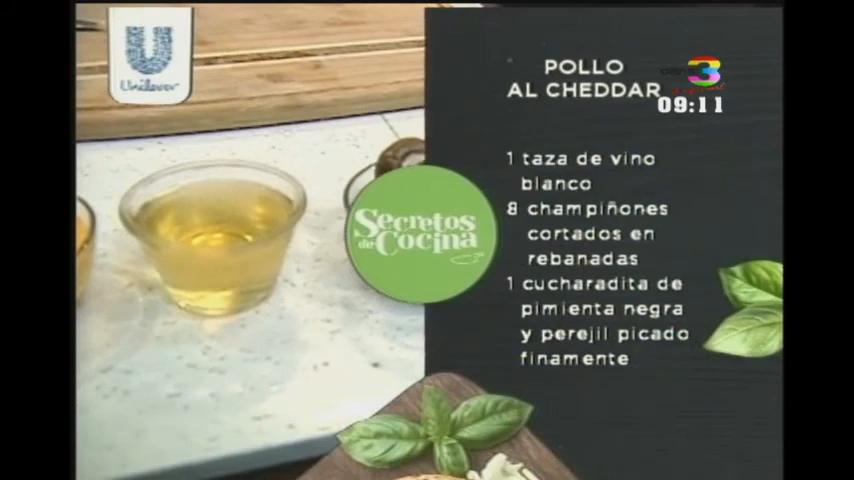 Unilever
POLLO
AL CHEDDAR
3
09:11
1 taza de vino
blanco
8 champiñones
cortados en
rebanadas
1 cucharadita de
pimienta negra
y perejil picado
finamente
Secretos
de Cocina